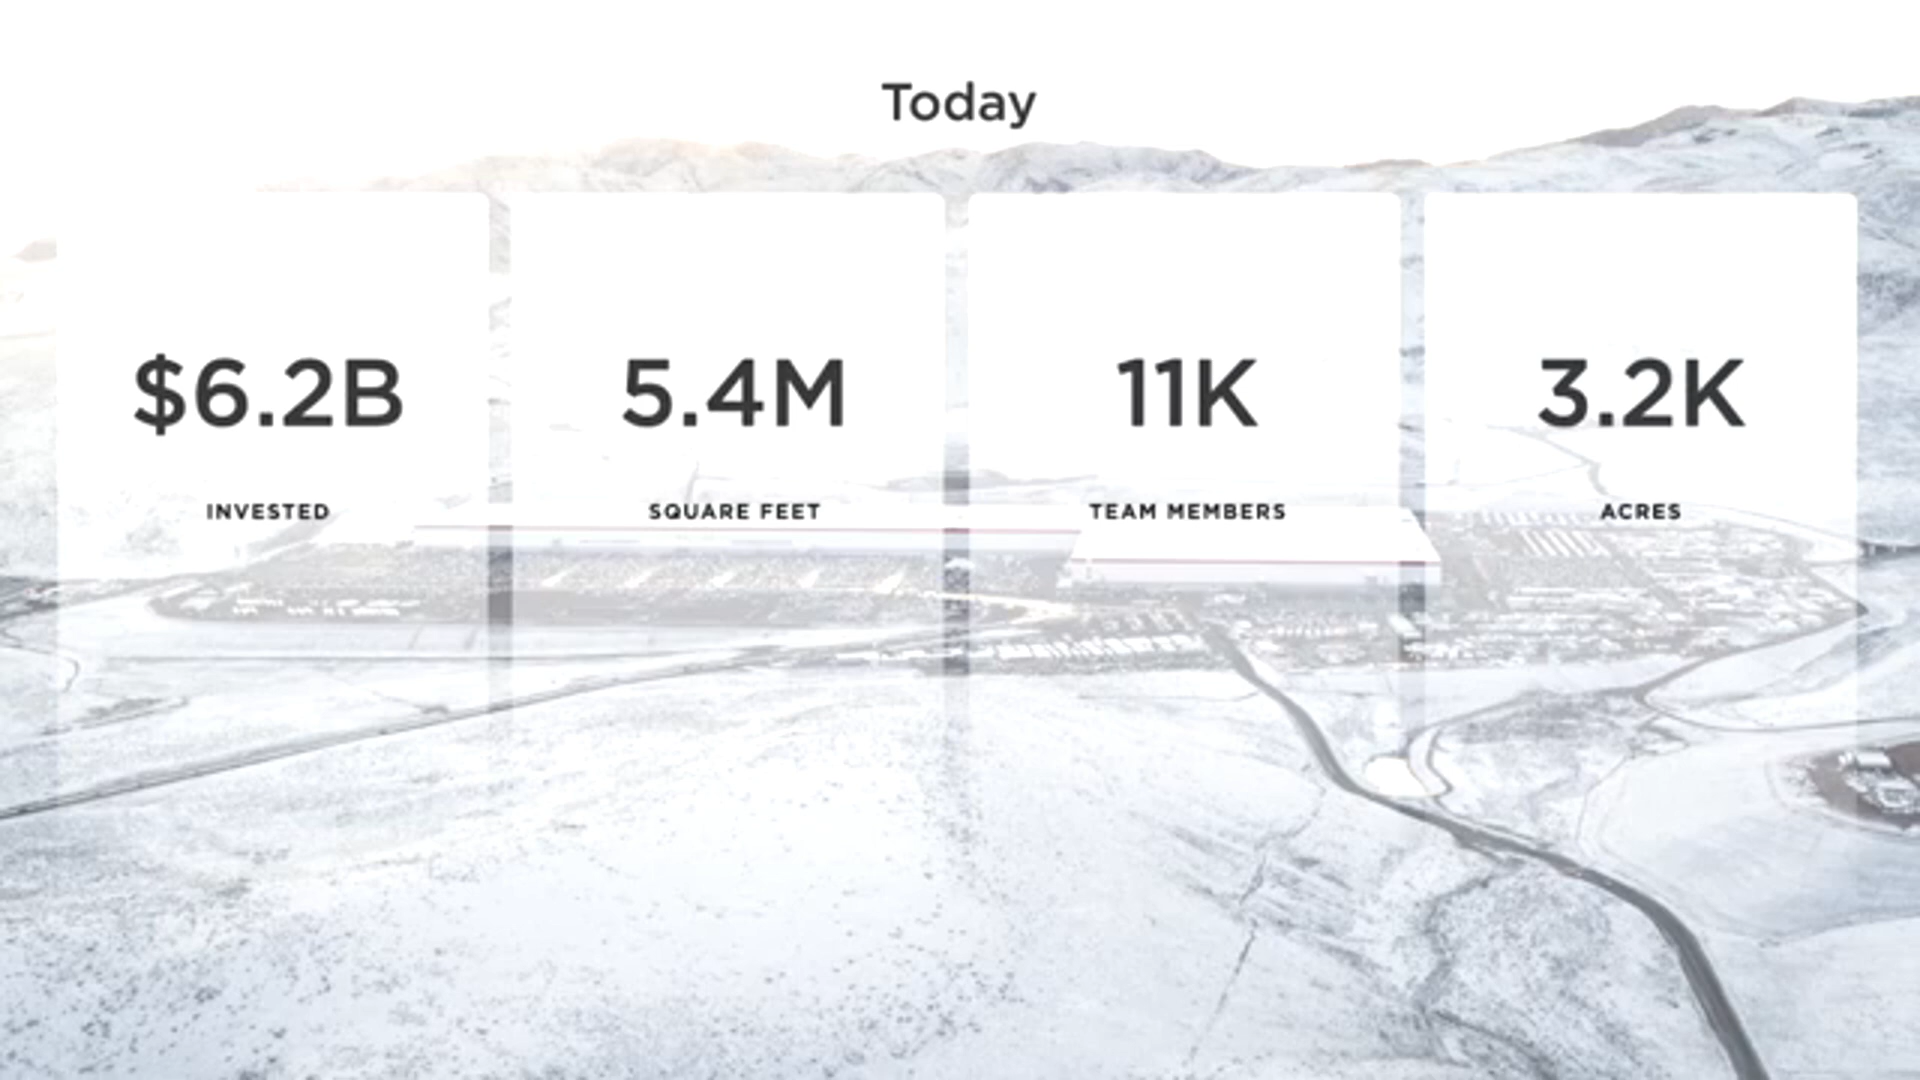 Today
$6.2B
INVESTED
5.4M
SQUARE FEET
11K
TEAM MEMBERS
3.2K
ACRES